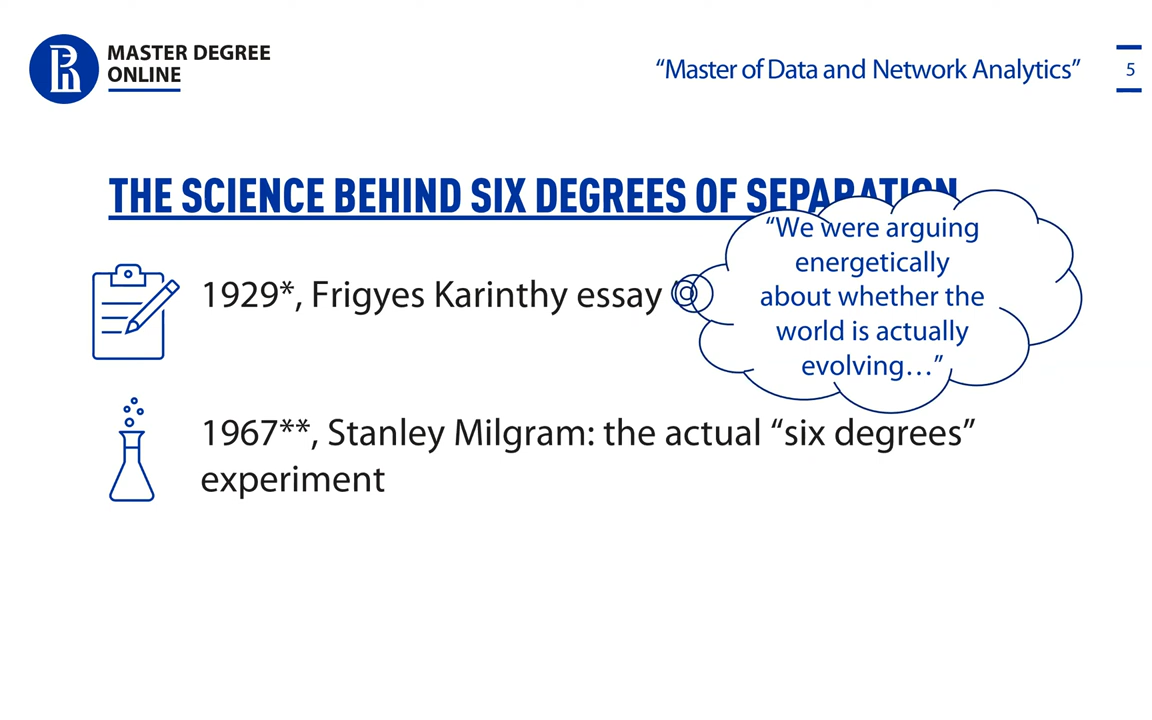 MASTER DEGREE
ONLINE
“Master of Data and Network Analytics”
5
THE SCIENCE BEHIND SIX DEGREES OF SEPARATION
1929*, Frigyes Karinthy essay
“We were arguing
energetically
about whether the
world is actually
evolving…”
1967**, Stanley Milgram: the actual “six degrees”
experiment